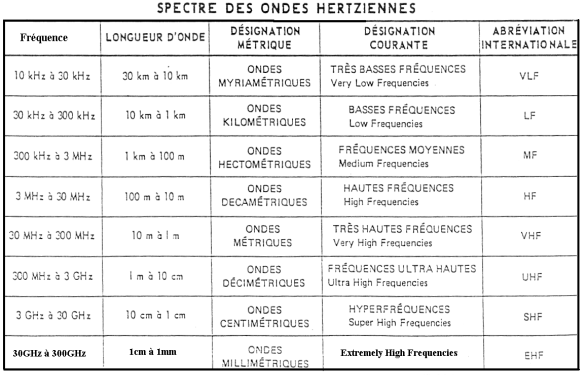 SPECTRE DES ONDES HERTZIENNES
Fréquence LONGUEUR D'ONDE DÉSIGNATION MÉTRIQUE DÉSIGNATION COURANTE ABRÉVIATION INTERNATIONALE
10 kHz à 30 kHz 30 km à 10 km ONDES MYRIAMÉTRIQUES TRÈS BASSES FRÉQUENCES Very Low Frequencies VLF
30 kHz à 300 kHz 10 km à 1 km ONDES KILOMÉTRIQUES BASSES FRÉQUENCES Low Frequencies LF
300 kHz à 3 MHz 1 km à 100 m ONDES HECTOMÉTRIQUES FRÉQUENCES MOYENNES Medium Frequencies MF
3 MHz à 30 MHz 100 m à 10 m ONDES DECAMÉTRIQUES HAUTES FRÉQUENCES High Frequencies HF
30 MHz à 300 MHz 10 m à 1 m ONDES MÉTRIQUES TRÈS HAUTES FRÉQUENCES Very High Frequencies VHF
300 MHz à 3 GHz 1 m à 10 cm ONDES DÉCIMÉTRIQUES FRÉQUENCES ULTRA HAUTES Ultra High Frequencies UHF
3 GHz à 30 GHz 10 cm à 1 cm ONDES CENTIMÉTRIQUES HYPERFRÉQUENCES Super High Frequencies SHF
30GHz à 300GHz 1cm à 1mm ONDES MILLIMÉTRIQUES Extremely High Frequencies EHF